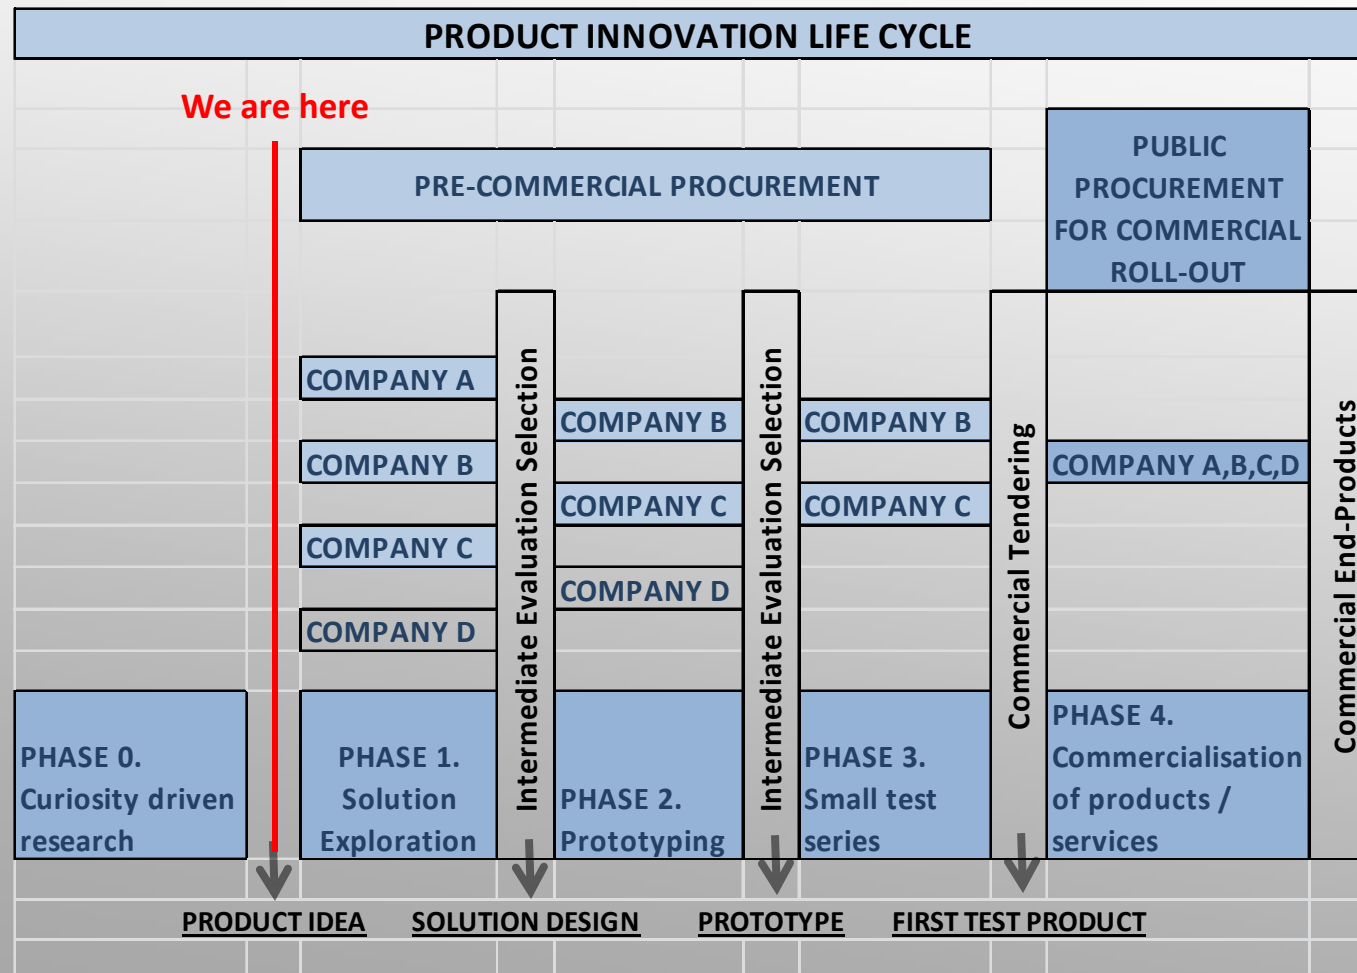 PRODUCT INNOVATION LIFE CYCLE
We are here
PRE-COMMERCIAL PROCUREMENT
PUBLIC
PROCUREMENT
FOR COMMERCIAL
ROLL-OUT
COMPANY A
COMPANY B
COMPANY C
COMPANY D
Intermediate Evaluation Selection
COMPANY B
COMPANY C
COMPANY D
Intermediate Evaluation Selection
COMPANY B
COMPANY C
Commercial Tendering
COMPANY A,B,C,D
Commercial End-Products
PHASE 0.
Curiosity driven
research
PHASE 1.
Solution
Exploration
PHASE 2.
Prototyping
PHASE 3.
Small test
series
PHASE 4.
Commercialisation
of products /
services
PRODUCT IDEA
SOLUTION DESIGN
PROTOTYPE
FIRST TEST PRODUCT